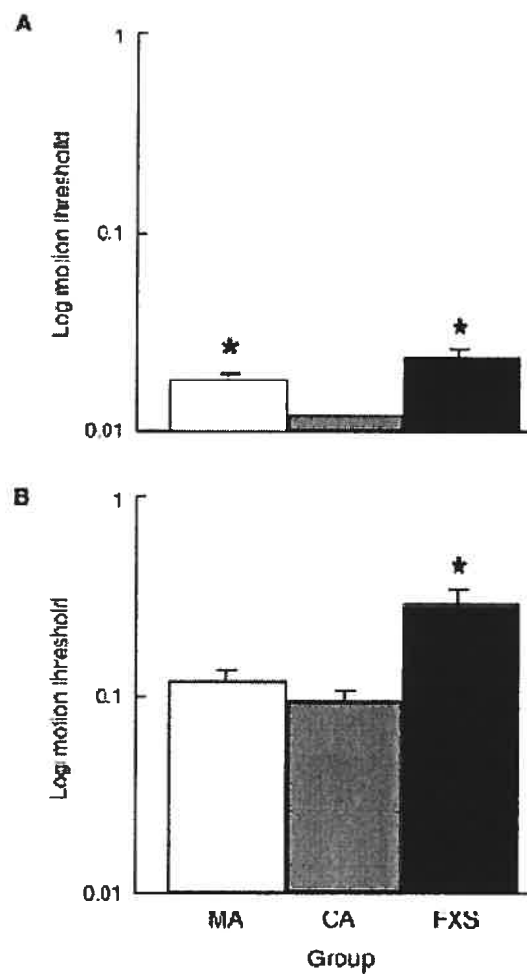 A
1
Log motion threshold
0.1
*
*
0.01
B
1
Log motion threshold
*
0.1
0.01
MA CA FXS
Group